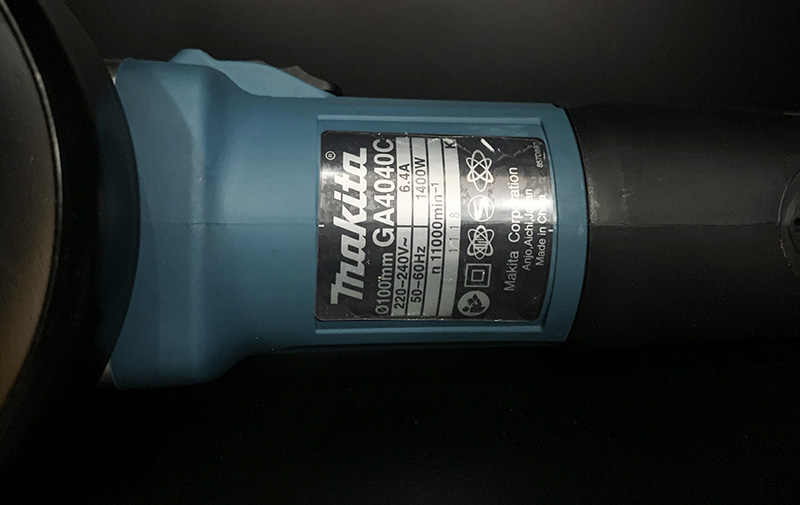 makita®
Ø100mm GA4040C
220-240V~ 6.4A
50-60Hz 1400W
n 11000min⁻¹
1118 K
Makita Corporation
Anjo,Aichi,Japan
Made in China